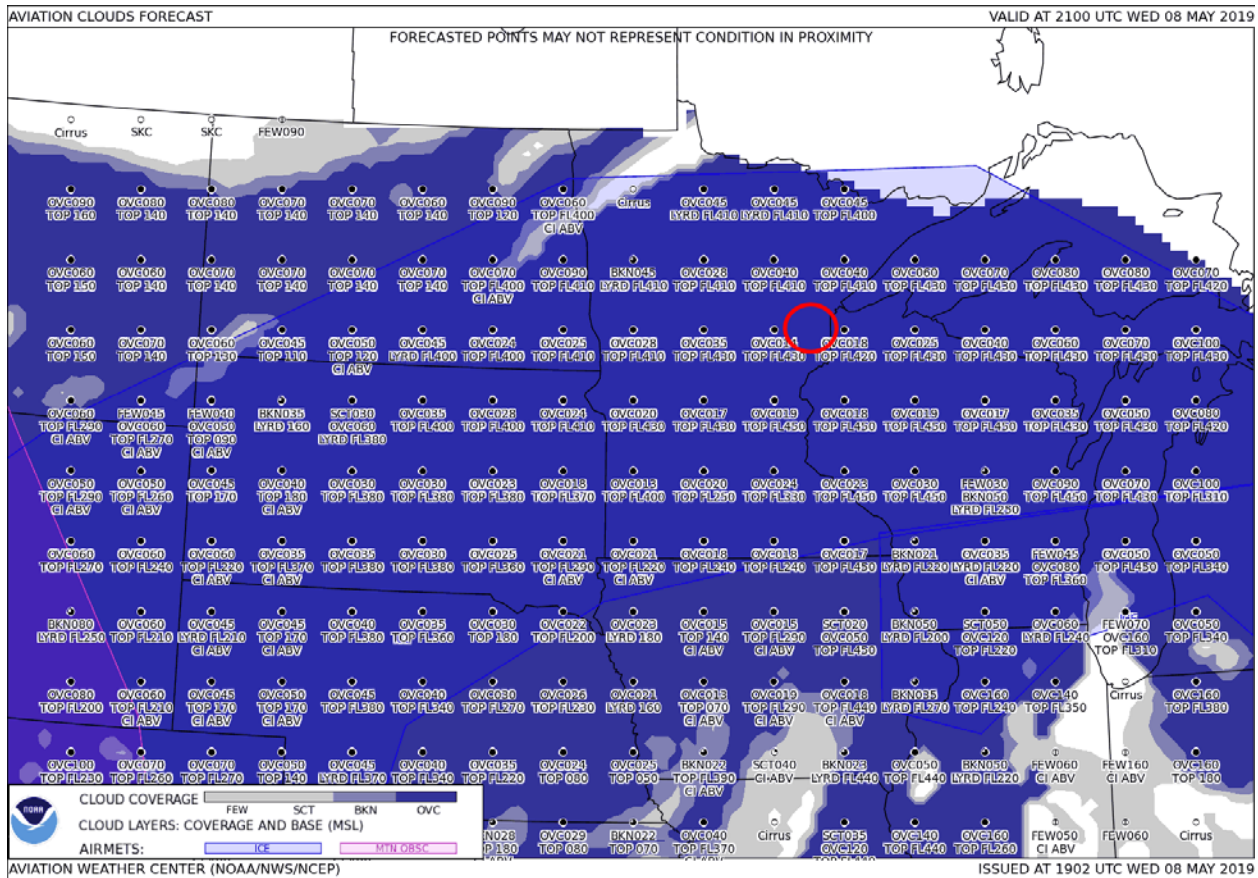 AVIATION CLOUDS FORECAST
VALID AT 2100 UTC WED 08 MAY 2019
FORECASTED POINTS MAY NOT REPRESENT CONDITION IN PROXIMITY
Cirrus SKC SKC FEW090
OVC090 OVC080 OVC080 OVC070 OVC070 OVC060 OVC090 OVC060 Cirrus OVC045 OVC045 OVC045
TOP 160 TOP 140 TOP 140 TOP 140 TOP 140 TOP 140 TOP 120 TOP FL400 LYRD FL410 LYRD FL410 TOP FL400
CI ABV
OVC060 OVC060 OVC070 OVC070 OVC070 OVC070 OVC070 OVC090 BKN045 OVC028 OVC040 OVC040 OVC060 OVC070 OVC080 OVC080 OVC070
TOP 150 TOP 140 TOP 140 TOP 140 TOP 140 TOP 140 TOP FL400 TOP FL410 LYRD FL410 TOP FL410 TOP FL410 TOP FL410 TOP FL430 TOP FL430 TOP FL430 TOP FL430 TOP FL420
CI ABV
OVC060 OVC070 OVC060 OVC045 OVC050 OVC045 OVC024 OVC025 OVC028 OVC035 OVC018 OVC025 OVC040 OVC060 OVC070 OVC100
TOP 150 TOP 140 TOP 130 TOP 110 TOP 120 LYRD FL400 TOP FL400 TOP FL410 TOP FL410 TOP FL430 TOP FL430 TOP FL420 TOP FL430 TOP FL430 TOP FL430 TOP FL430 TOP FL430
CI ABV
OVC060 FEW045 FEW040 BKN035 SCT030 OVC035 OVC028 OVC024 OVC020 OVC017 OVC019 OVC018 OVC019 OVC017 OVC035 OVC050 OVC080
TOP FL290 OVC060 OVC050 LYRD 160 OVC060 TOP FL400 TOP FL400 TOP FL410 TOP FL430 TOP FL430 TOP FL450 TOP FL450 TOP FL450 TOP FL450 TOP FL430 TOP FL430 TOP FL420
CI ABV TOP FL270 TOP 090 LYRD FL380
CI ABV CI ABV
OVC050 OVC050 OVC045 OVC040 OVC030 OVC030 OVC023 OVC018 OVC013 OVC020 OVC024 OVC023 OVC030 FEW030 OVC090 OVC070 OVC100
TOP FL290 TOP FL260 TOP 170 TOP 180 TOP FL380 TOP FL380 TOP FL380 TOP FL370 TOP FL400 TOP FL250 TOP FL330 TOP FL450 TOP FL450 BKN050 TOP FL450 TOP FL430 TOP FL310
CI ABV CI ABV CI ABV LYRD FL250
OVC060 OVC060 OVC060 OVC035 OVC035 OVC030 OVC025 OVC021 OVC021 OVC018 OVC018 OVC017 BKN021 OVC035 FEW045 OVC050 OVC050
TOP FL270 TOP FL240 TOP FL220 TOP FL370 TOP FL380 TOP FL380 TOP FL360 TOP FL290 TOP FL220 TOP FL240 TOP FL240 TOP FL450 LYRD FL220 LYRD FL220 OVC080 TOP FL450 TOP FL340
CI ABV CI ABV CI ABV CI ABV CI ABV TOP FL360
BKN080 OVC060 OVC045 OVC045 OVC040 OVC035 OVC030 OVC022 OVC023 OVC015 OVC015 SCT020 BKN050 SCT050 OVC060 FEW070 OVC050
LYRD FL250 TOP FL210 LYRD FL210 TOP 170 TOP FL380 TOP FL360 TOP 180 TOP FL200 LYRD 180 TOP 140 TOP FL290 OVC050 LYRD FL200 OVC120 LYRD FL240 OVC160 TOP FL340
CI ABV CI ABV CI ABV CI ABV TOP FL450 TOP FL220 TOP FL310
OVC080 OVC060 OVC045 OVC050 OVC045 OVC040 OVC030 OVC026 OVC021 OVC013 OVC019 OVC018 BKN035 OVC160 OVC140 Cirrus OVC160
TOP FL200 TOP FL210 TOP 170 TOP 170 TOP FL380 TOP FL340 TOP FL270 TOP FL230 LYRD 160 TOP 070 TOP FL290 TOP FL440 LYRD FL270 TOP FL240 TOP FL350 TOP FL380
CI ABV CI ABV CI ABV CI ABV CI ABV CI ABV
OVC100 OVC070 OVC070 OVC080 OVC045 OVC040 OVC035 OVC024 OVC025 BKN022 SCT040 BKN023 OVC050 BKN050 FEW060 FEW160 OVC160
TOP FL230 TOP FL260 TOP FL270 TOP 140 LYRD FL370 TOP FL340 TOP FL220 TOP 080 TOP 050 TOP FL390 CI ABV LYRD FL440 TOP FL440 LYRD FL220 CI ABV CI ABV TOP 180
CI ABV
OVC029 BKN022 OVC040 Cirrus SCT035 OVC140 OVC160 FEW050 FEW060 Cirrus
TOP 080 TOP 070 TOP FL370 OVC120 TOP FL440 TOP FL260 CI ABV
NOAA
CLOUD COVERAGE
FEW SCT BKN OVC
CLOUD LAYERS: COVERAGE AND BASE (MSL)
AIRMETS: ICE MTN OBSC
AVIATION WEATHER CENTER (NOAA/NWS/NCEP)
ISSUED AT 1902 UTC WED 08 MAY 2019